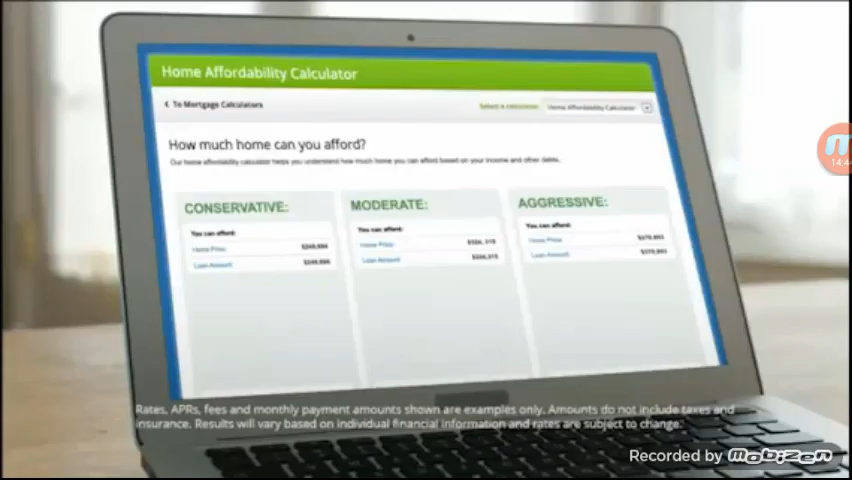 Home Affordability Calculator
To Mortgage Calculators
Select a calculator: Home Affordability Calculator
How much home can you afford?
Our home affordability calculator helps you understand how much home you can afford based on your income and other debts.
CONSERVATIVE: MODERATE: AGGRESSIVE:
You can afford: You can afford: You can afford:
Home Price:
Loan Amount: Loan Amount: Loan Amount:
14:44
Rates, APRs, fees and monthly payment amounts shown are examples only. Amounts do not include taxes and
insurance. Results will vary based on individual financial information and rates are subject to change.
Recorded by mobizen